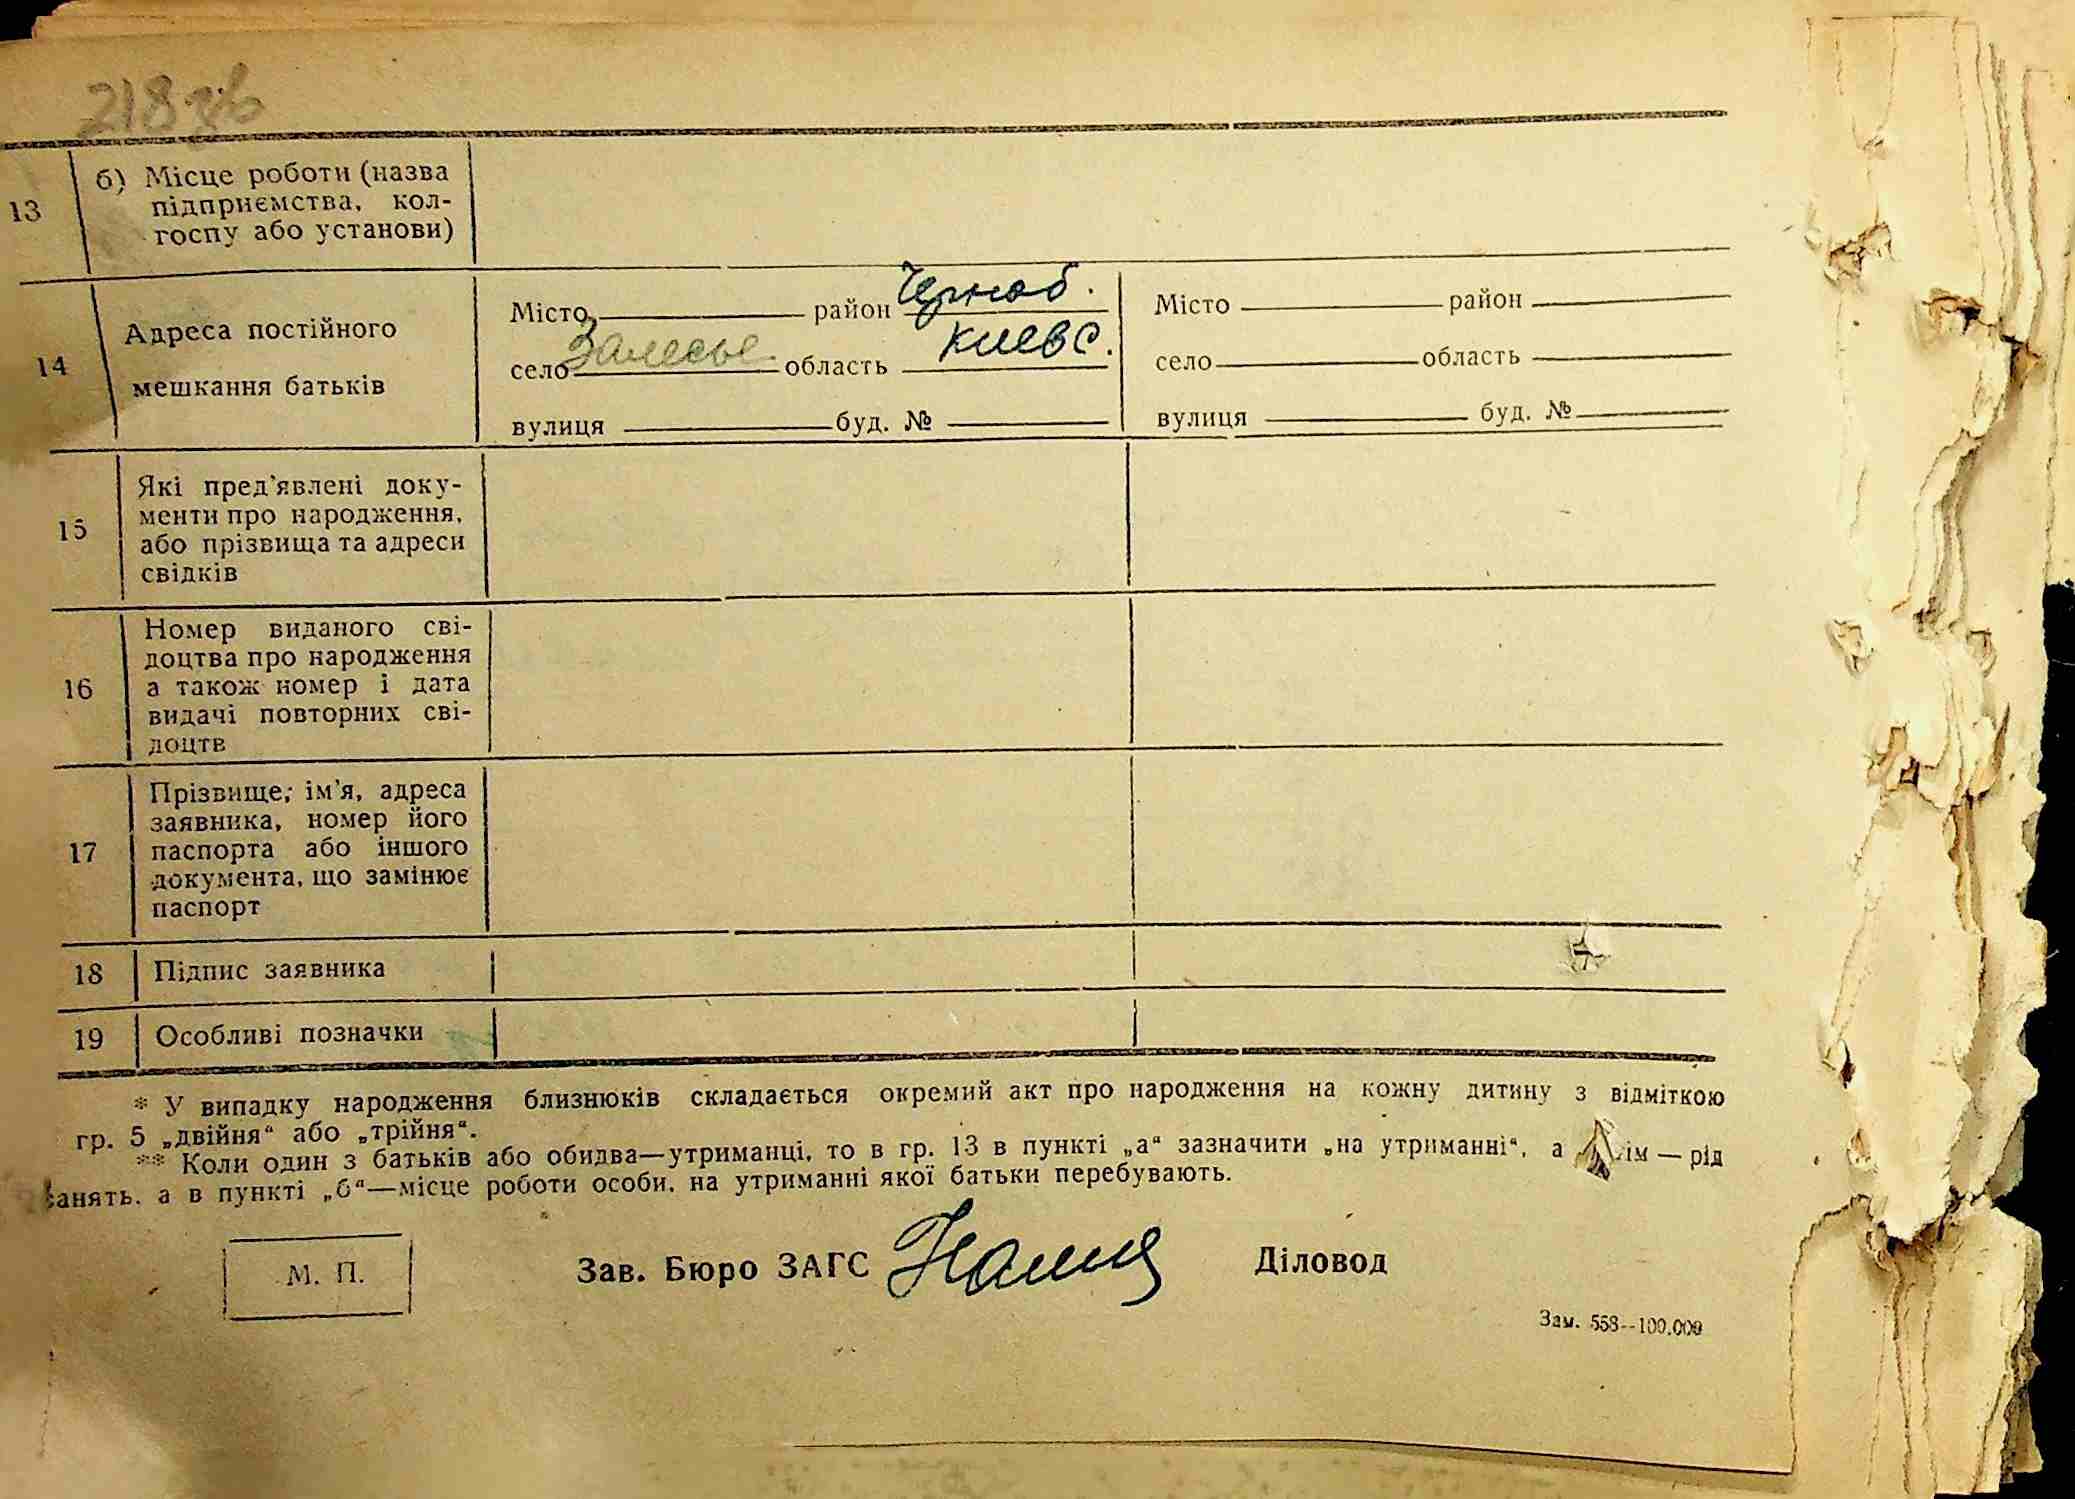 218 зв
13 б) Місце роботи (назва
підприємства, кол-
госпу або установи)
14 Адреса постійного
мешкання батьків
Місто район Черноб. Місто район
село Залесье область Киевс. село область
вулиця буд. № вулиця буд. №
15 Які пред'явлені доку-
менти про народження,
або прізвища та адреси
свідків
16 Номер виданого сві-
доцтва про народження
а також номер і дата
видачі повторних сві-
доцтв
17 Прізвище, ім'я, адреса
заявника, номер його
паспорта або іншого
документа, що замінює
паспорт
18 Підпис заявника
19 Особливі позначки
* У випадку народження близнюків складається окремий акт про народження на кожну дитину з відміткою
гр. 5 „двійня“ або „трійня“.
** Коли один з батьків або обидва—утриманці, то в гр. 13 в пункті „а“ зазначити „на утриманні“, а — рід
занять, а в пункті „б“—місце роботи особи, на утриманні якої батьки перебувають.
М. П. Зав. Бюро ЗАГС Діловод
Зам. 558--100.000